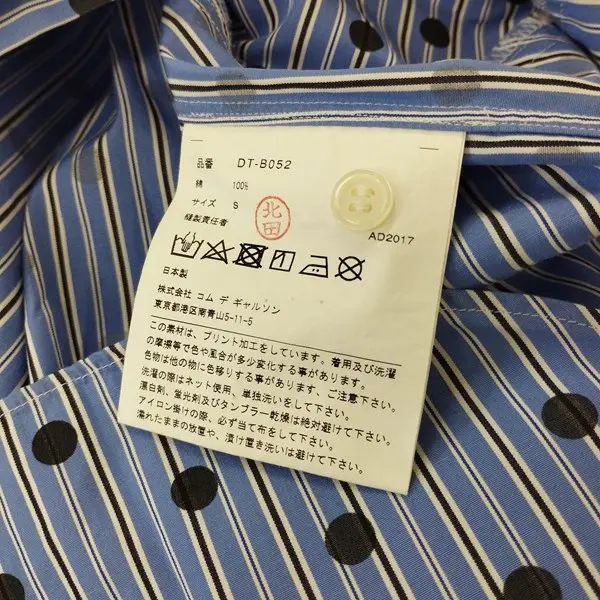 品番 DT-B052
綿 100%
サイズ S
縫製責任者 北田
AD2017
日本製
株式会社 コム デ ギャルソン
東京都港区南青山5-11-5
この素材は、プリント加工をしています。着用及び洗濯
の摩擦等で色や風合が多少変化する事があります。
色物は他の物に色移りする事があります、ご注意下さい。
洗濯の際はネット使用、単独洗いをして下さい。
漂白剤、蛍光剤及びタンブラー乾燥は絶対避けて下さい。
アイロン掛けの際、必ず当て布をして下さい。
濡れたままの放置や、漬け置き洗いは避けて下さい。